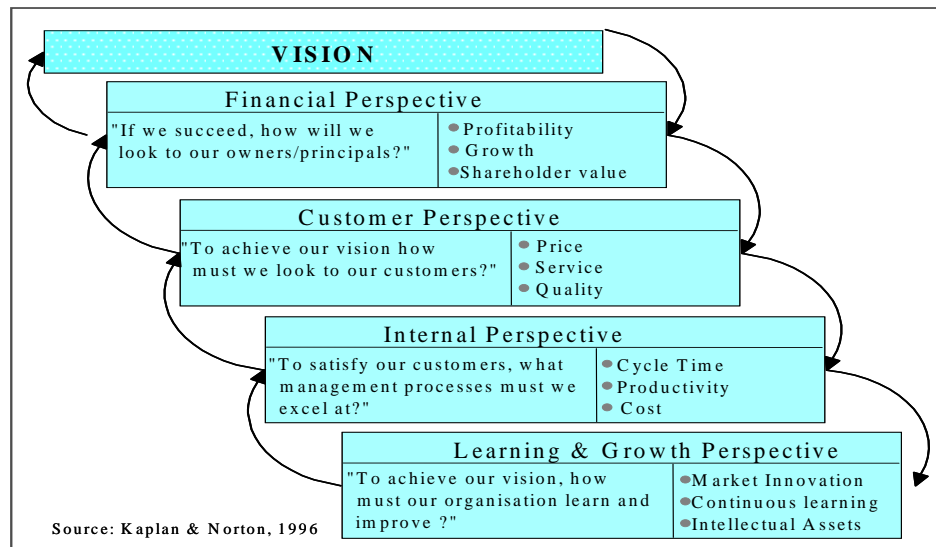 VISION
Financial Perspective
"If we succeed, how will we
look to our owners/principals?"
Profitability
Growth
Shareholder value
Customer Perspective
"To achieve our vision how
must we look to our customers?"
Price
Service
Quality
Internal Perspective
"To satisfy our customers, what
management processes must we
excel at?"
Cycle Time
Productivity
Cost
Learning & Growth Perspective
"To achieve our vision, how
must our organisation learn and
improve ?"
Market Innovation
Continuous learning
Intellectual Assets
Source: Kaplan & Norton, 1996